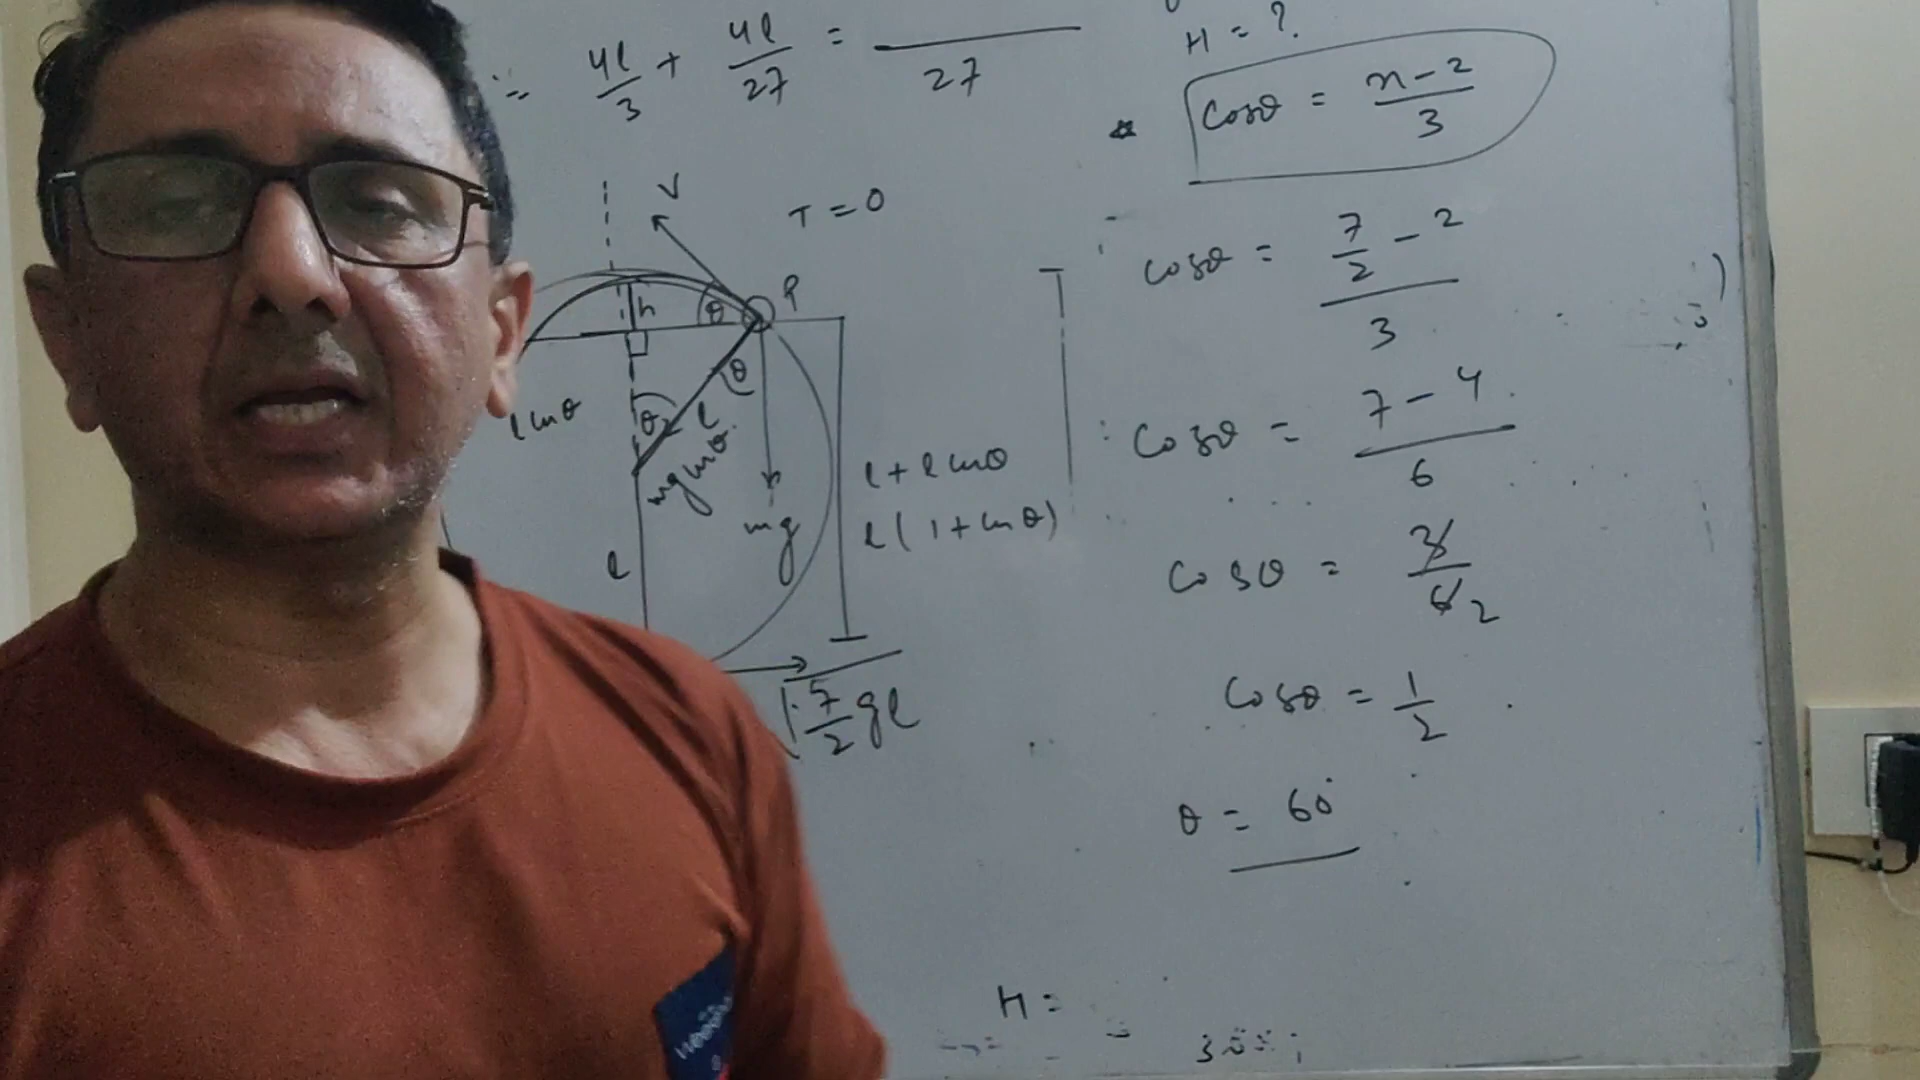 ∴ 4l/3 + 4l/27 = —/27
H = ?
* cosθ = n-2/3
V
T = 0
P
h
θ
θ
θ
l
l cosθ
mg cosθ
mg
l
l + l cosθ
l(1 + cosθ)
√7/2 gl
cosθ = 7/2 - 2/3
∴ cosθ = 7 - 4/6
cosθ = 3/6 2
cosθ = 1/2
θ = 60°
H =